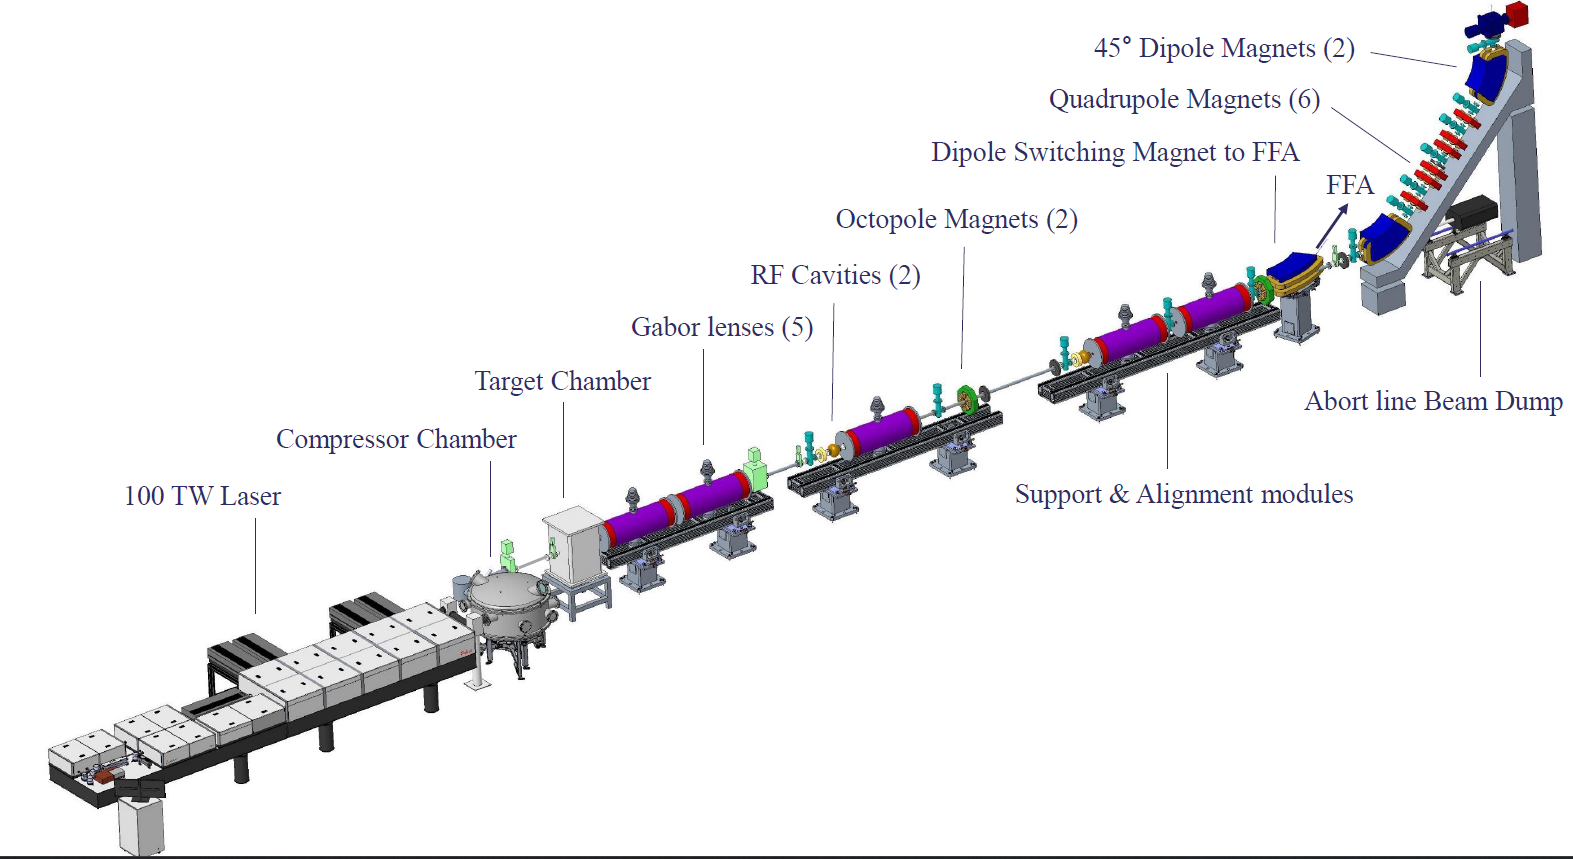 45° Dipole Magnets (2)
Quadrupole Magnets (6)
Dipole Switching Magnet to FFA
FFA
Octopole Magnets (2)
RF Cavities (2)
Gabor lenses (5)
Target Chamber
Abort line Beam Dump
Compressor Chamber
100 TW Laser
Support & Alignment modules